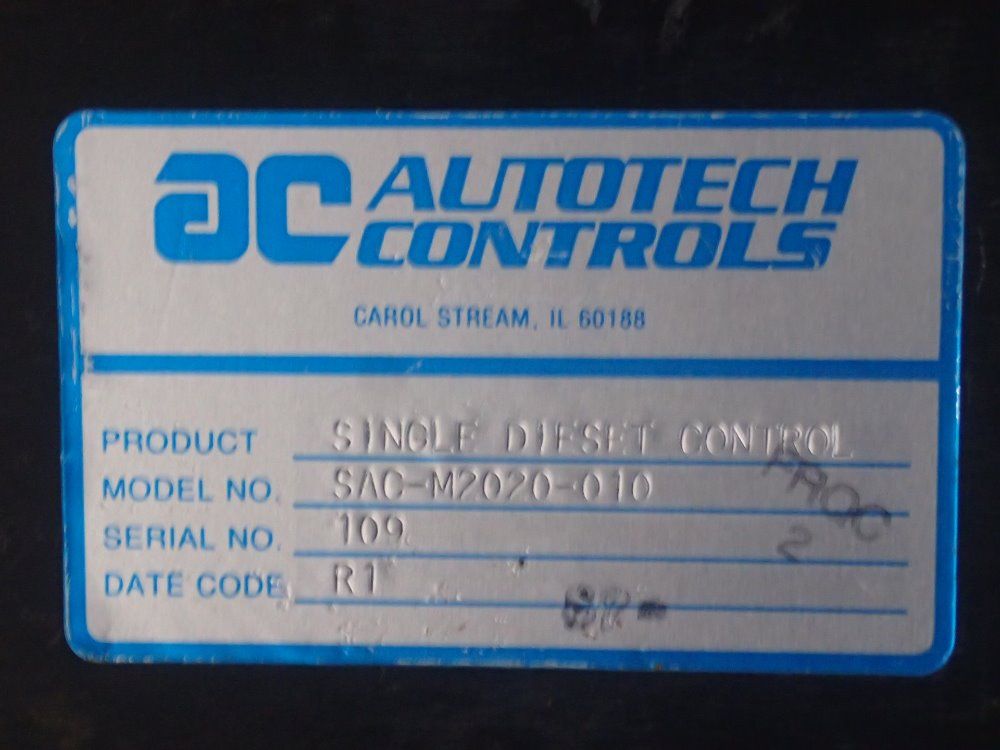 ac AUTOTECH
CONTROLS
CAROL STREAM, IL 60188
PRODUCT SINGLE DIESET CONTROL
MODEL NO. SAC-M2020-010
SERIAL NO. 109
DATE CODE R1
PROC
2